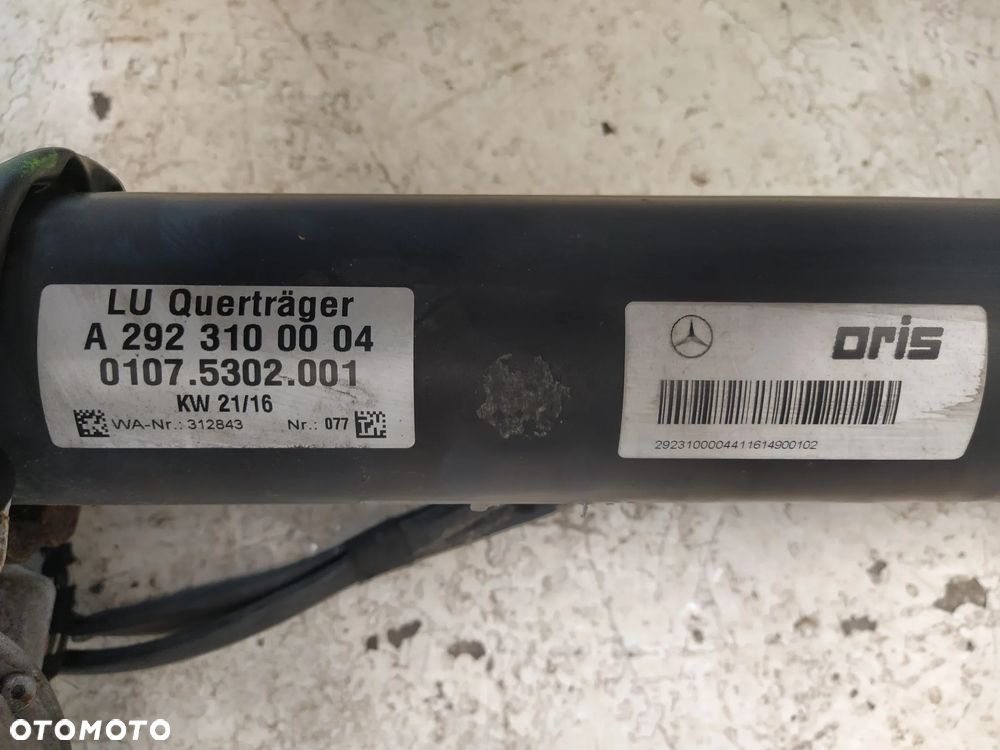 LU Querträger
A 292 310 00 04
0107.5302.001
KW 21/16
WA-Nr.: 312843 Nr.: 077
oris
2923100004411614900102
OTOMOTO